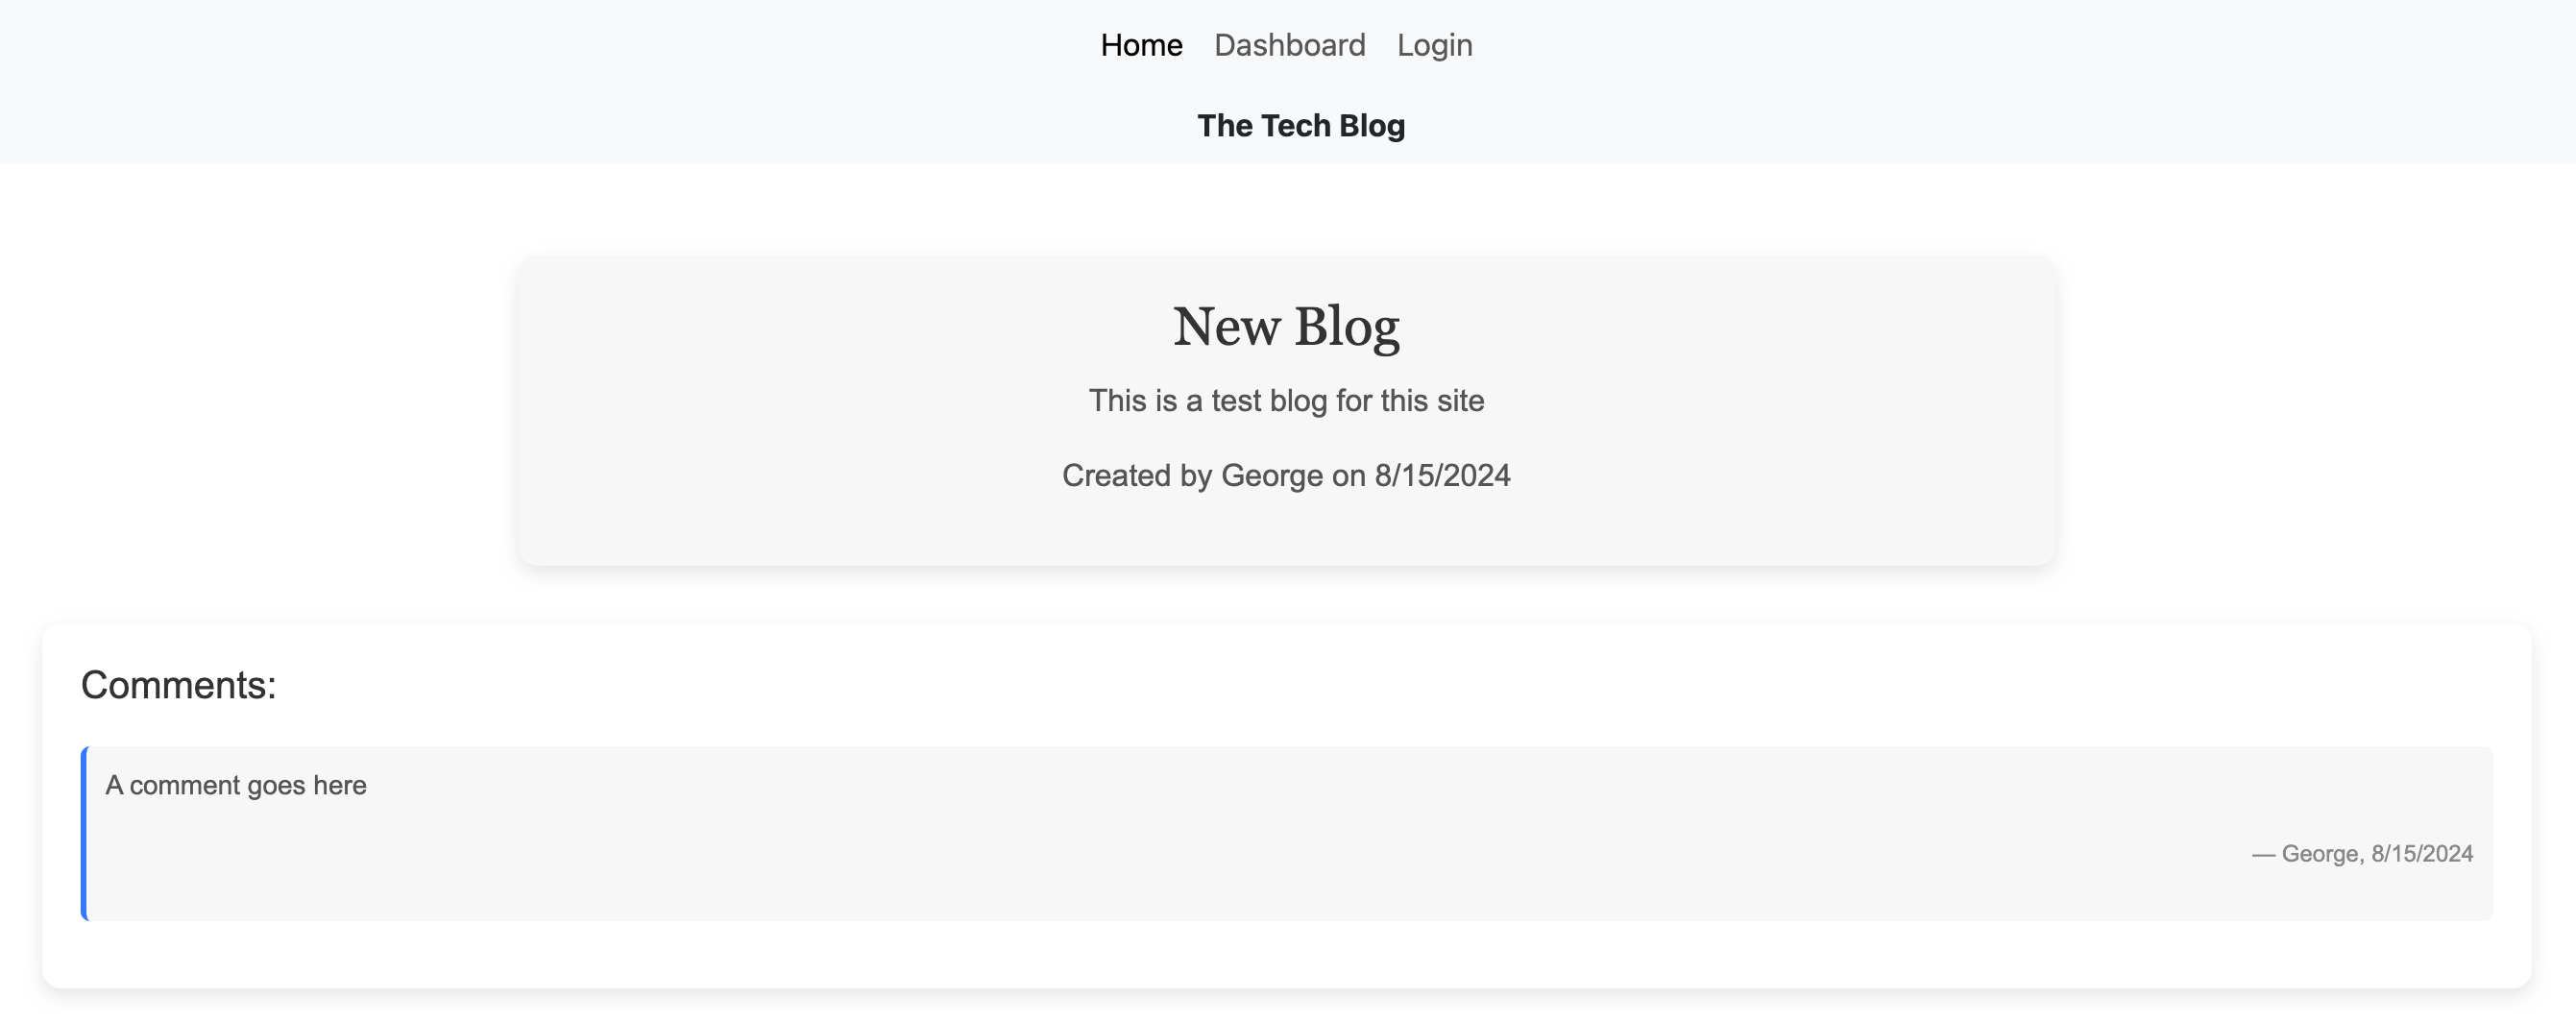 Home Dashboard Login
The Tech Blog
New Blog
This is a test blog for this site
Created by George on 8/15/2024
Comments:
A comment goes here
— George, 8/15/2024